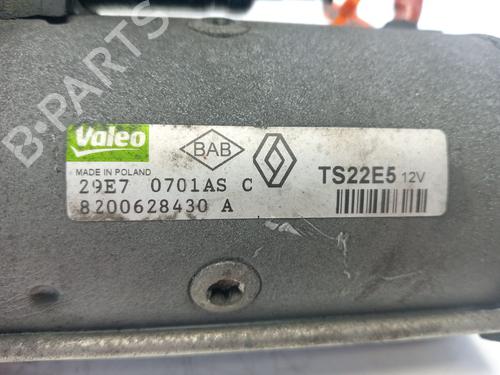 B-PARTS
Valeo
BAB
MADE IN POLAND
29E7 0701AS C
8200628430 A
TS22E5 12V